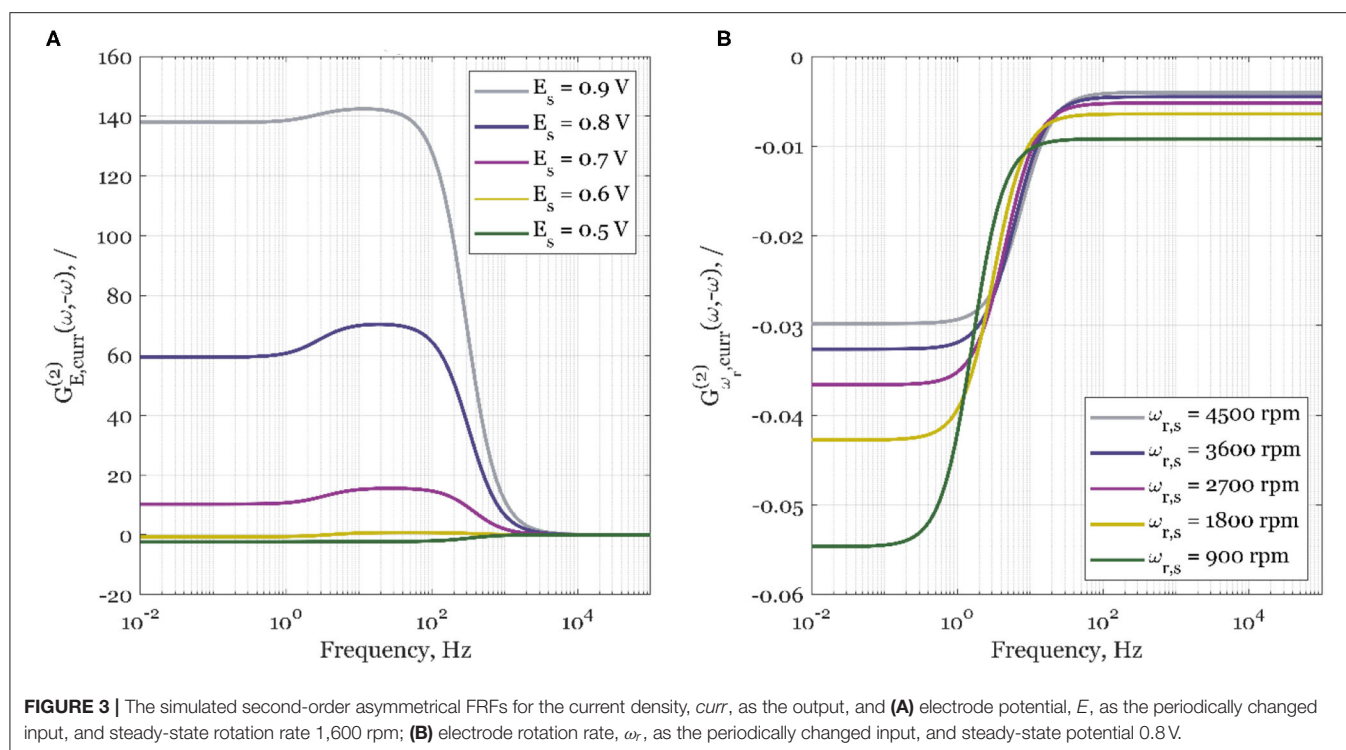 A
160
140
120
100
80
60
40
20
0
-20
10^-2
10^0
10^2
10^4
Frequency, Hz
G^(2)_E,curr(ω,-ω), /
E_s = 0.9 V
E_s = 0.8 V
E_s = 0.7 V
E_s = 0.6 V
E_s = 0.5 V
B
0
-0.01
-0.02
-0.03
-0.04
-0.05
-0.06
10^-2
10^0
10^2
10^4
Frequency, Hz
G^(2)_ω_r,curr(ω,-ω), /
ω_r,s = 4500 rpm
ω_r,s = 3600 rpm
ω_r,s = 2700 rpm
ω_r,s = 1800 rpm
ω_r,s = 900 rpm
FIGURE 3 | The simulated second-order asymmetrical FRFs for the current density, curr, as the output, and (A) electrode potential, E, as the periodically changed
input, and steady-state rotation rate 1,600 rpm; (B) electrode rotation rate, ω_r, as the periodically changed input, and steady-state potential 0.8 V.